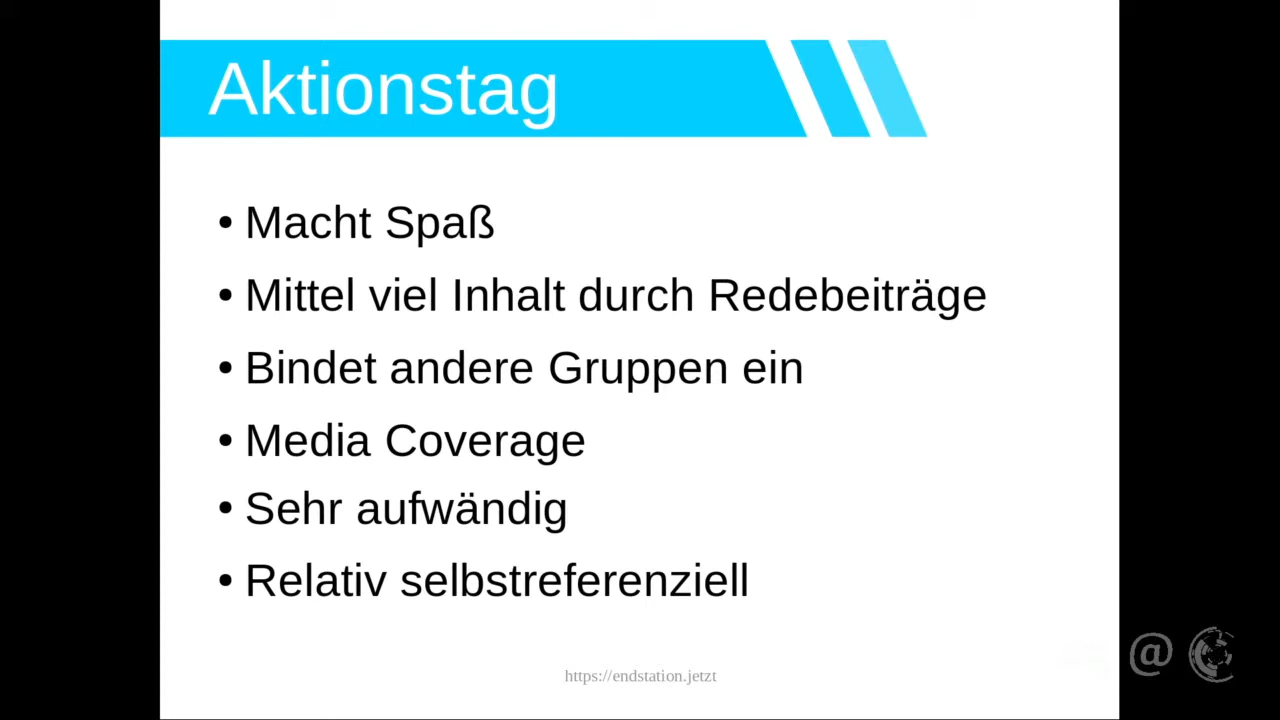 Aktionstag
• Macht Spaß
• Mittel viel Inhalt durch Redebeiträge
• Bindet andere Gruppen ein
• Media Coverage
• Sehr aufwändig
• Relativ selbstreferenziell
https://endstation.jetzt
@